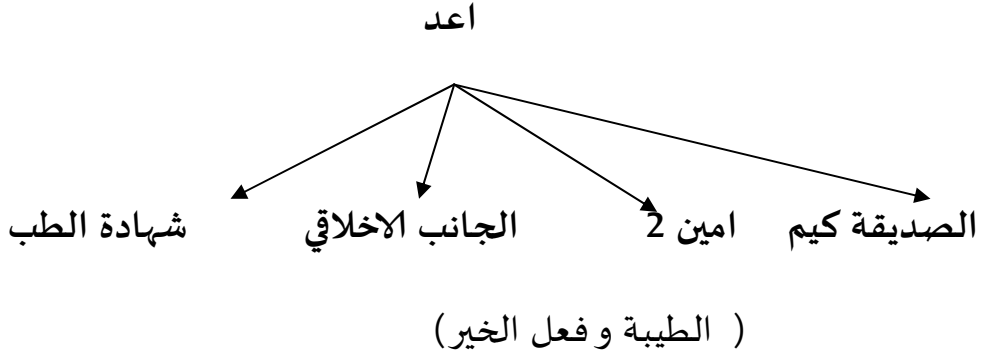 اعد
الصديقة كيم امين 2 الجانب الاخلاقي شهادة الطب
( الطيبة و فعل الخير)